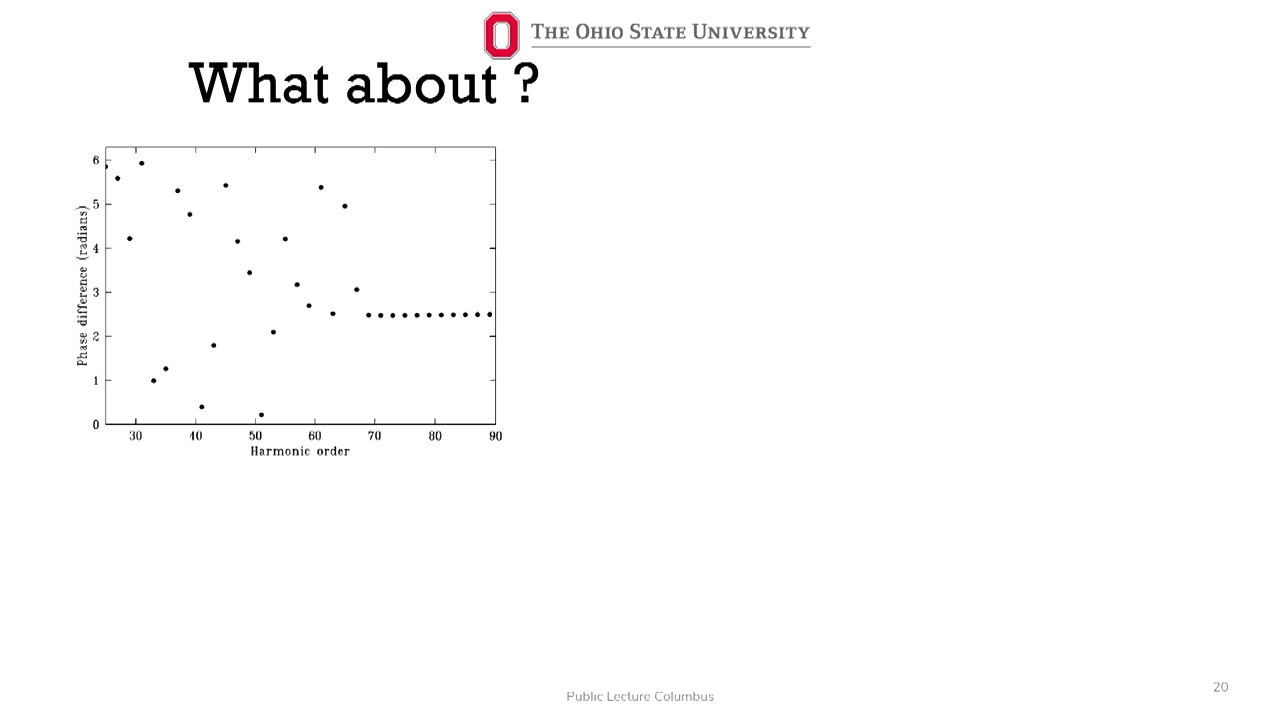 THE OHIO STATE UNIVERSITY
What about ?
6
5
4
3
2
1
0
Phase difference (radians)
30 40 50 60 70 80 90
Harmonic order
Public Lecture Columbus
20